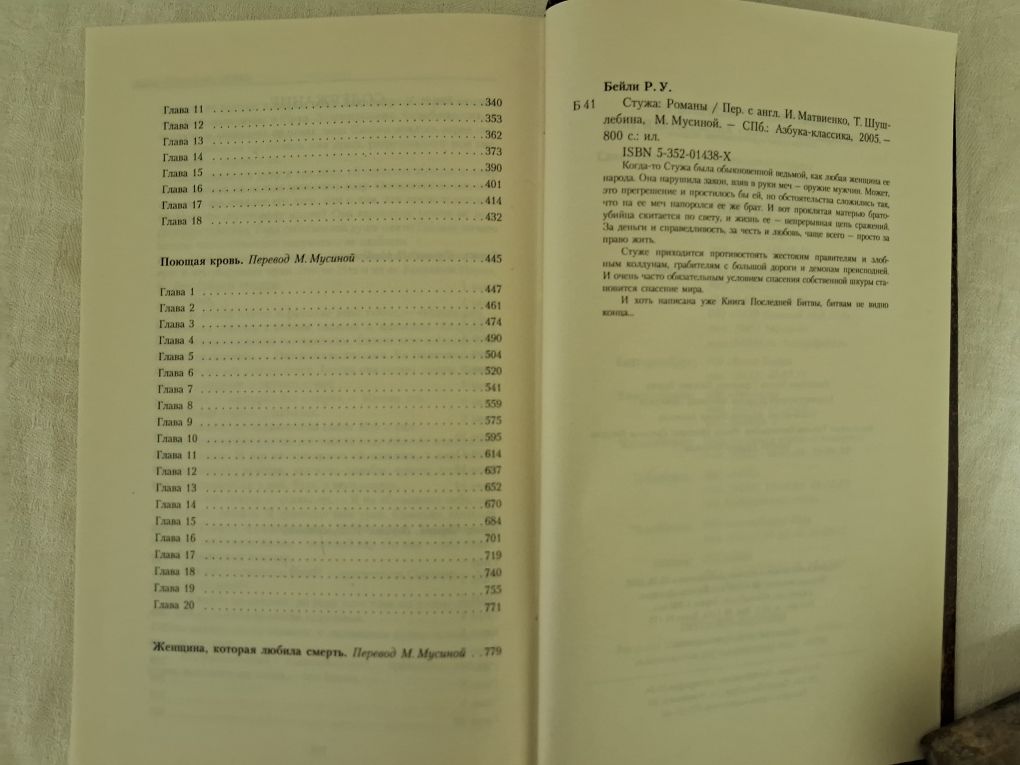 Глава 11 . . . . . . . . . . . . . . . . . . . . . . . . . . . . . . . . . . 340
Глава 12 . . . . . . . . . . . . . . . . . . . . . . . . . . . . . . . . . . 353
Глава 13 . . . . . . . . . . . . . . . . . . . . . . . . . . . . . . . . . . 362
Глава 14 . . . . . . . . . . . . . . . . . . . . . . . . . . . . . . . . . . 373
Глава 15 . . . . . . . . . . . . . . . . . . . . . . . . . . . . . . . . . . 390
Глава 16 . . . . . . . . . . . . . . . . . . . . . . . . . . . . . . . . . . 401
Глава 17 . . . . . . . . . . . . . . . . . . . . . . . . . . . . . . . . . . 414
Глава 18 . . . . . . . . . . . . . . . . . . . . . . . . . . . . . . . . . . 432
Поющая кровь. Перевод М. Мусиной . . . . . . . . . . . . . . . 445
Глава 1 . . . . . . . . . . . . . . . . . . . . . . . . . . . . . . . . . . 447
Глава 2 . . . . . . . . . . . . . . . . . . . . . . . . . . . . . . . . . . 461
Глава 3 . . . . . . . . . . . . . . . . . . . . . . . . . . . . . . . . . . 474
Глава 4 . . . . . . . . . . . . . . . . . . . . . . . . . . . . . . . . . . 490
Глава 5 . . . . . . . . . . . . . . . . . . . . . . . . . . . . . . . . . . 504
Глава 6 . . . . . . . . . . . . . . . . . . . . . . . . . . . . . . . . . . 520
Глава 7 . . . . . . . . . . . . . . . . . . . . . . . . . . . . . . . . . . 541
Глава 8 . . . . . . . . . . . . . . . . . . . . . . . . . . . . . . . . . . 559
Глава 9 . . . . . . . . . . . . . . . . . . . . . . . . . . . . . . . . . . 575
Глава 10 . . . . . . . . . . . . . . . . . . . . . . . . . . . . . . . . . . 595
Глава 11 . . . . . . . . . . . . . . . . . . . . . . . . . . . . . . . . . . 614
Глава 12 . . . . . . . . . . . . . . . . . . . . . . . . . . . . . . . . . . 637
Глава 13 . . . . . . . . . . . . . . . . . . . . . . . . . . . . . . . . . . 652
Глава 14 . . . . . . . . . . . . . . . . . . . . . . . . . . . . . . . . . . 670
Глава 15 . . . . . . . . . . . . . . . . . . . . . . . . . . . . . . . . . . 684
Глава 16 . . . . . . . . . . . . . . . . . . . . . . . . . . . . . . . . . . 701
Глава 17 . . . . . . . . . . . . . . . . . . . . . . . . . . . . . . . . . . 719
Глава 18 . . . . . . . . . . . . . . . . . . . . . . . . . . . . . . . . . . 740
Глава 19 . . . . . . . . . . . . . . . . . . . . . . . . . . . . . . . . . . 755
Глава 20 . . . . . . . . . . . . . . . . . . . . . . . . . . . . . . . . . . 771
Женщина, которая любила смерть. Перевод М. Мусиной . . 779
Бейли Р. У.
Б 41 Стужа: Романы / Пер. с англ. И. Матвиенко, Т. Шуш-
лебина, М. Мусиной. — СПб.: Азбука-классика, 2005. —
800 с.: ил.
ISBN 5-352-01438-X
Когда-то Стужа была обыкновенной ведьмой, как любая женщина ее
народа. Она нарушила закон, взяв в руки меч — оружие мужчин. Может,
это прегрешение и простилось бы ей, но обстоятельства сложились так,
что на ее меч напоролся ее же брат. И вот проклятая матерью брато-
убийца скитается по свету, и жизнь ее — непрерывная цепь сражений.
За деньги и справедливость, за честь и любовь, чаще всего — просто за
право жить.
Стуже приходится противостоять жестоким правителям и злоб-
ным колдунам, грабителям с большой дороги и демонам преисподней.
И очень часто обязательным условием спасения собственной шкуры ста-
новится спасение мира.
И хоть написана уже Книга Последней Битвы, битвам не видно
конца...